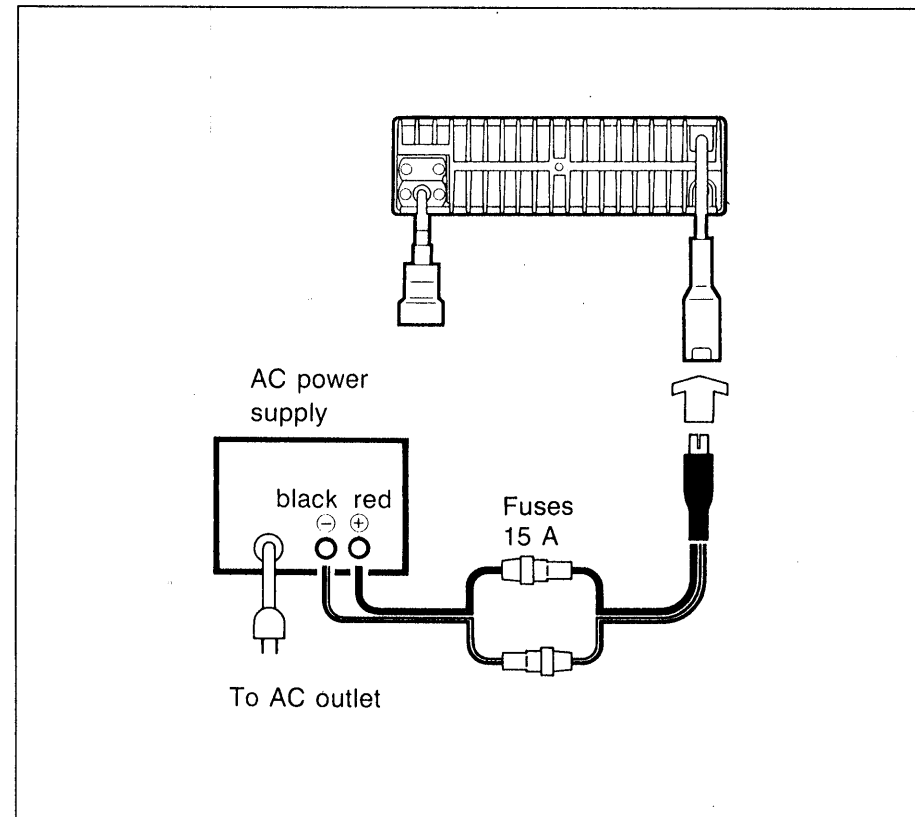 AC power
supply
black red
⊖ ⊕
Fuses
15 A
To AC outlet